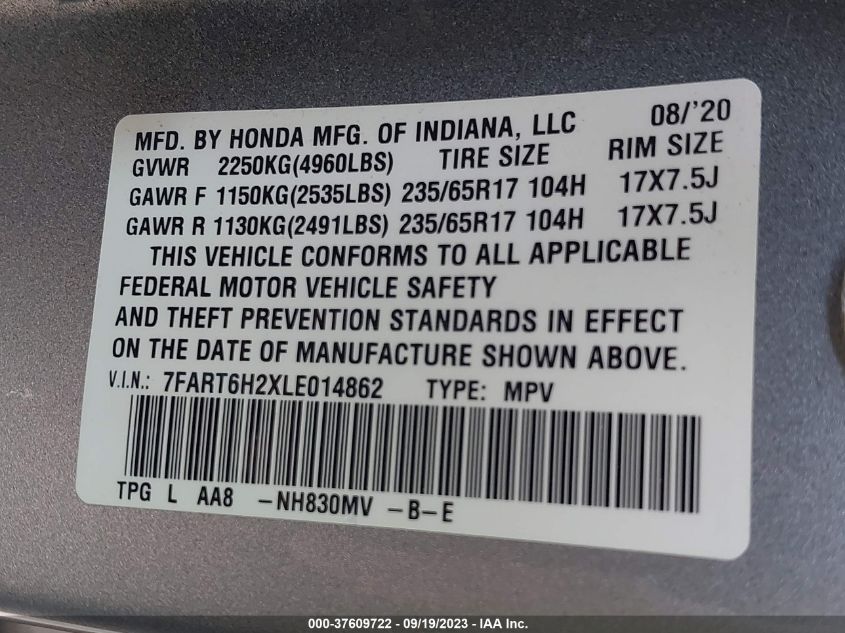 MFD. BY HONDA MFG. OF INDIANA, LLC 08/'20
GVWR 2250KG(4960LBS) TIRE SIZE RIM SIZE
GAWR F 1150KG(2535LBS) 235/65R17 104H 17X7.5J
GAWR R 1130KG(2491LBS) 235/65R17 104H 17X7.5J
THIS VEHICLE CONFORMS TO ALL APPLICABLE
FEDERAL MOTOR VEHICLE SAFETY
AND THEFT PREVENTION STANDARDS IN EFFECT
ON THE DATE OF MANUFACTURE SHOWN ABOVE.
V.I.N.: 7FART6H2XLE014862 TYPE: MPV
TPG L AA8 -NH830MV -B-E
000-37609722 - 09/19/2023 - IAA Inc.